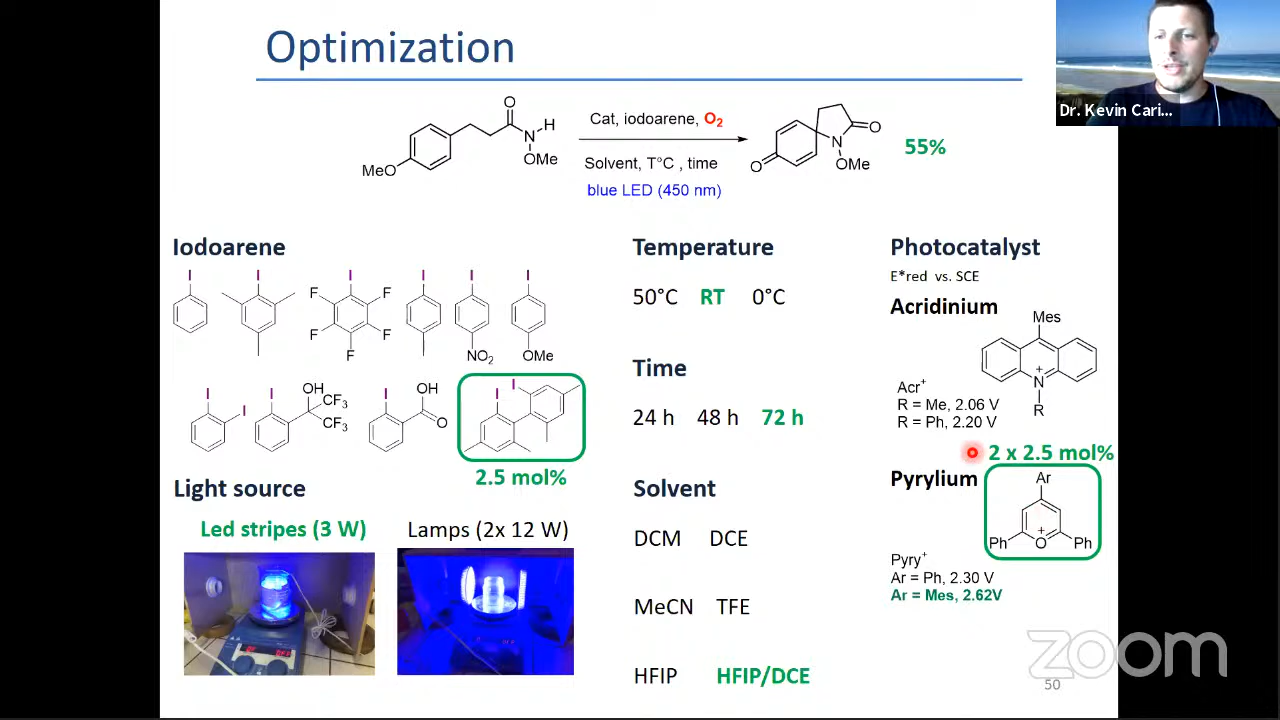 Optimization
Dr. Kevin Cari...
O
N
H
OMe
MeO
Cat, iodoarene, O2
Solvent, T°C , time
blue LED (450 nm)
O
N
O
OMe
55%
Iodoarene
I
I
I
F
F
F
F
F
I
I
NO2
I
OMe
I
I
I
OH
CF3
CF3
I
OH
O
I
I
2.5 mol%
Light source
Led stripes (3 W)
Lamps (2x 12 W)
Temperature
50°C RT 0°C
Time
24 h 48 h 72 h
Solvent
DCM DCE
MeCN TFE
HFIP HFIP/DCE
Photocatalyst
E*red vs. SCE
Acridinium
Mes
N
+
R
Acr+
R = Me, 2.06 V
R = Ph, 2.20 V
2 x 2.5 mol%
Pyrylium
Ar
+
Ph
O
Ph
Pyry+
Ar = Ph, 2.30 V
Ar = Mes, 2.62V
zoom
50